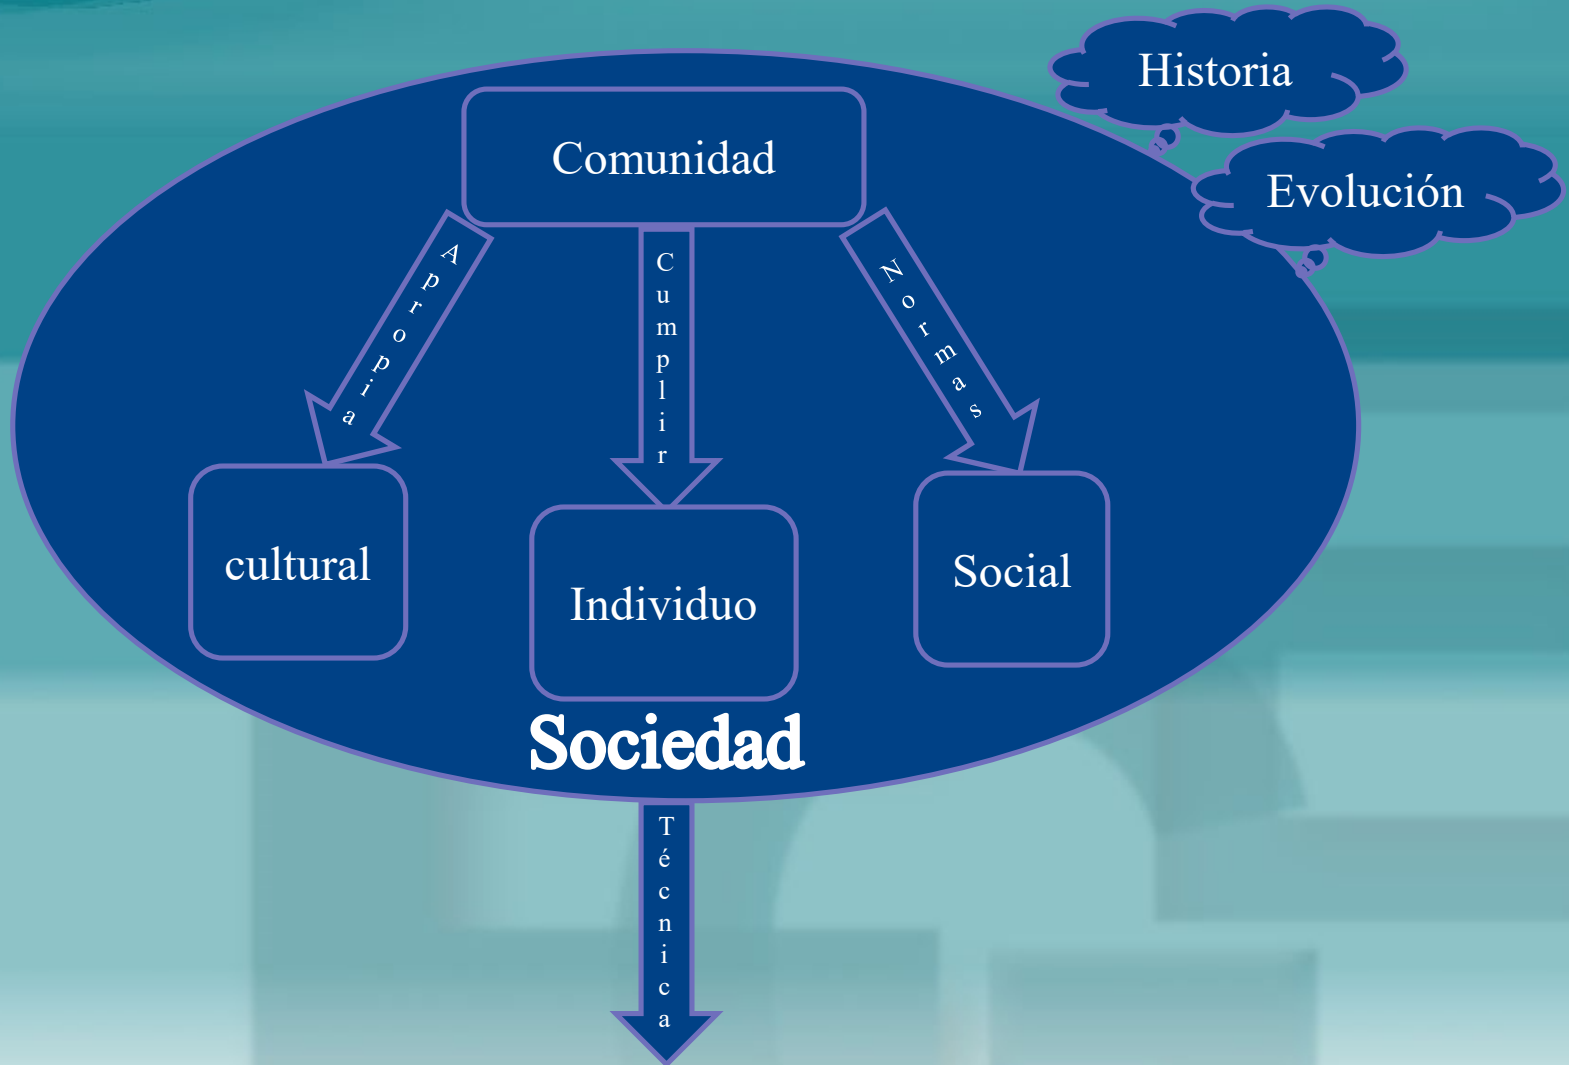 Historia
Evolución
Comunidad
Apropia
Cumplir
Normas
cultural
Individuo
Social
Sociedad
Técnica